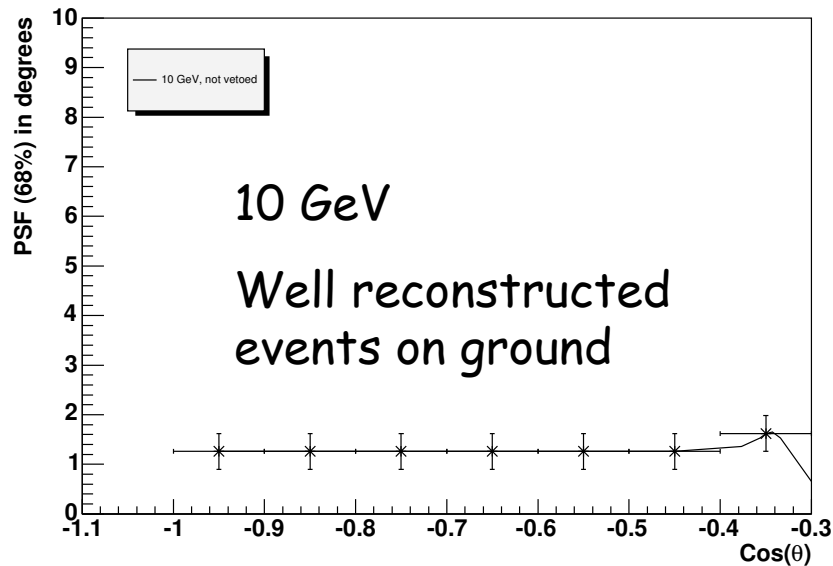 10 GeV, not vetoed
10 GeV
Well reconstructed
events on ground
PSF (68%) in degrees
10
9
8
7
6
5
4
3
2
1
0
-1.1 -1 -0.9 -0.8 -0.7 -0.6 -0.5 -0.4 -0.3
Cos(θ)